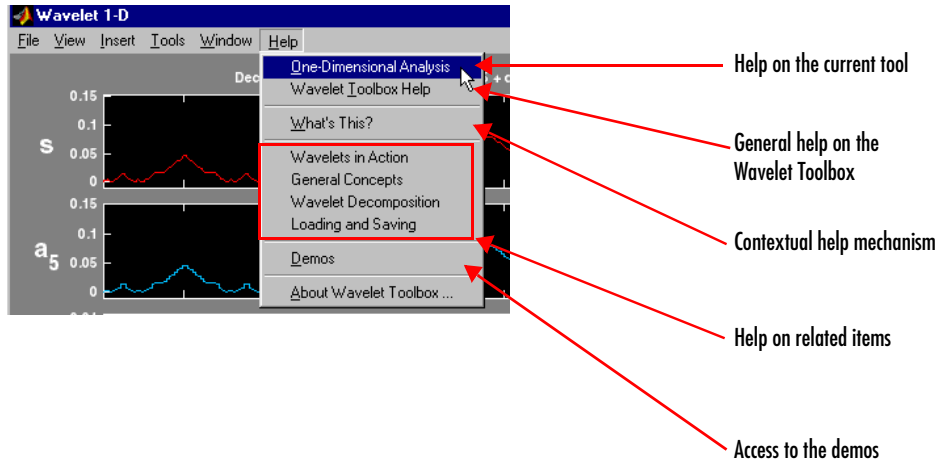 Wavelet 1-D
File View Insert Tools Window Help
Dec
+ c
One-Dimensional Analysis
Wavelet Toolbox Help
What's This?
Wavelets in Action
General Concepts
Wavelet Decomposition
Loading and Saving
Demos
About Wavelet Toolbox ...
0.15
0.1
s
0.05
0
0.15
0.1
a5
0.05
0
Help on the current tool
General help on the
Wavelet Toolbox
Contextual help mechanism
Help on related items
Access to the demos